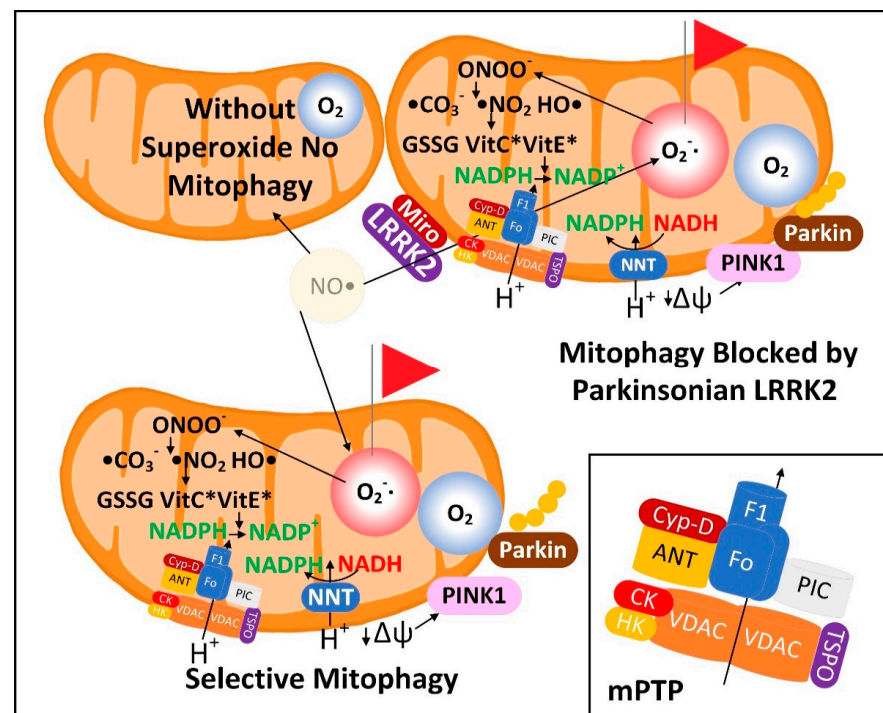 Without
Superoxide No
Mitophagy
O₂
ONOO⁻
•CO₃⁻ •NO₂ HO•
GSSG VitC*VitE*
NADPH NADP⁺
O₂⁻·
O₂
Cyp-D
F1
ANT
Fo
PIC
CK
HK
VDAC VDAC
TSPO
H⁺
NADPH NADH
NNT
H⁺ ↓Δψ
PINK1
Parkin
Miro
LRRK2
NO•
Mitophagy Blocked by
Parkinsonian LRRK2
ONOO⁻
•CO₃⁻ •NO₂ HO•
GSSG VitC*VitE*
NADPH NADP⁺
O₂⁻·
O₂
Cyp-D
F1
ANT
Fo
PIC
CK
HK
VDAC VDAC
TSPO
H⁺
NADPH NADH
NNT
H⁺ ↓Δψ
PINK1
Parkin
Selective Mitophagy
F1
Cyp-D
ANT
Fo
PIC
CK
HK
VDAC
VDAC
TSPO
mPTP